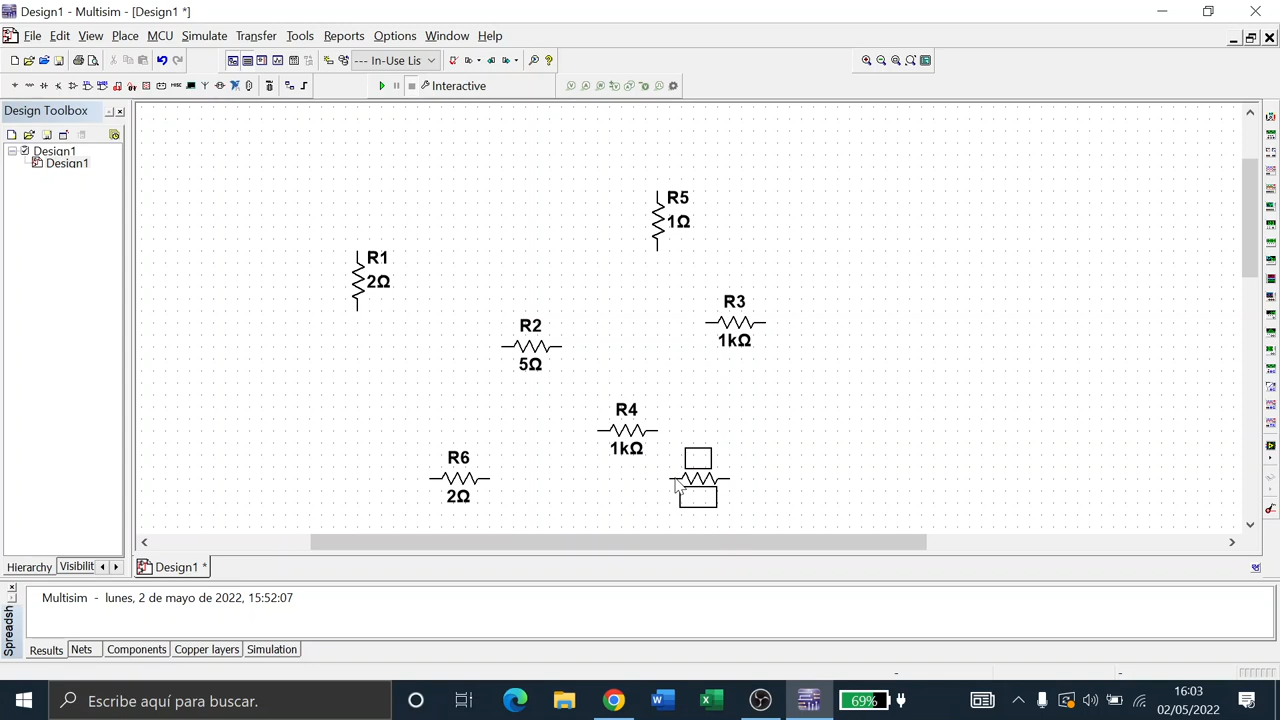 Design1 - Multisim - [Design1 *]
File Edit View Place MCU Simulate Transfer Tools Reports Options Window Help
--- In-Use Lis
Interactive
Design Toolbox
Design1
Design1
R5
1Ω
R1
2Ω
R3
1kΩ
R2
5Ω
R4
1kΩ
R6
2Ω
Hierarchy Visibilit
Design1 *
Multisim - lunes, 2 de mayo de 2022, 15:52:07
Spreadsh
Results Nets Components Copper layers Simulation
Escribe aquí para buscar.
69%
16:03
02/05/2022